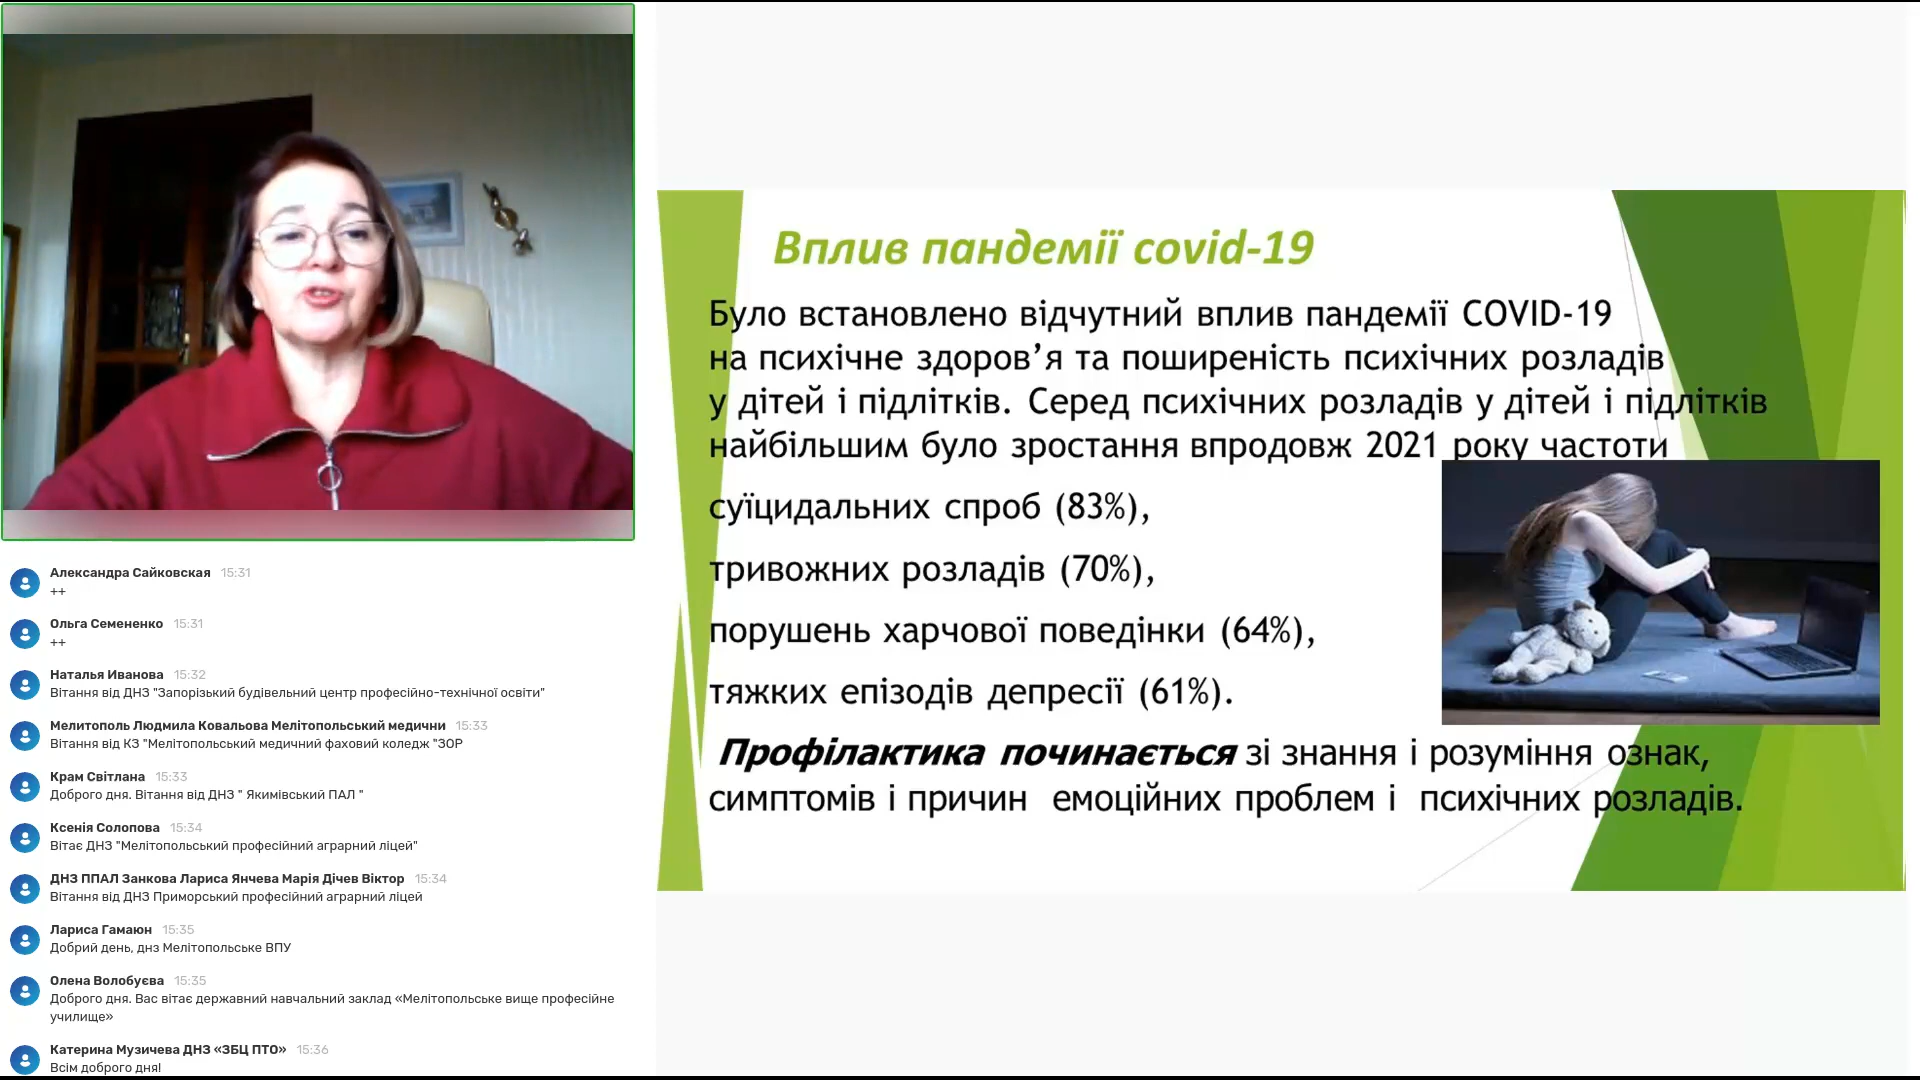 Александра Сайковская 15:31
++
Ольга Семененко 15:31
++
Наталья Иванова 15:32
Вітання від ДНЗ "Запорізький будівельний центр професійно-технічної освіти"
Мелитополь Людмила Ковальова Мелітопольський медични 15:33
Вітання від КЗ "Мелітопольський медичний фаховий коледж "ЗОР
Крам Світлана 15:33
Доброго дня. Вітання від ДНЗ " Якимівський ПАЛ "
Ксенія Солопова 15:34
Вітає ДНЗ "Мелітопольський професійний аграрний ліцей"
ДНЗ ППАЛ Занкова Лариса Янчева Марія Дічев Віктор 15:34
Вітання від ДНЗ Приморський професійний аграрний ліцей
Лариса Гамаюн 15:35
Добрий день, днз Мелітопольське ВПУ
Олена Волобуєва 15:35
Доброго дня. Вас вітає державний навчальний заклад «Мелітопольське вище професійне
училище»
Катерина Музичева ДНЗ «ЗБЦ ПТО» 15:36
Всім доброго дня!
Вплив пандемії covid-19
Було встановлено відчутний вплив пандемії COVID-19
на психічне здоров’я та поширеність психічних розладів
у дітей і підлітків. Серед психічних розладів у дітей і підлітків
найбільшим було зростання впродовж 2021 року частоти
суїцидальних спроб (83%),
тривожних розладів (70%),
порушень харчової поведінки (64%),
тяжких епізодів депресії (61%).
Профілактика починається зі знання і розуміння ознак,
симптомів і причин емоційних проблем і психічних розладів.